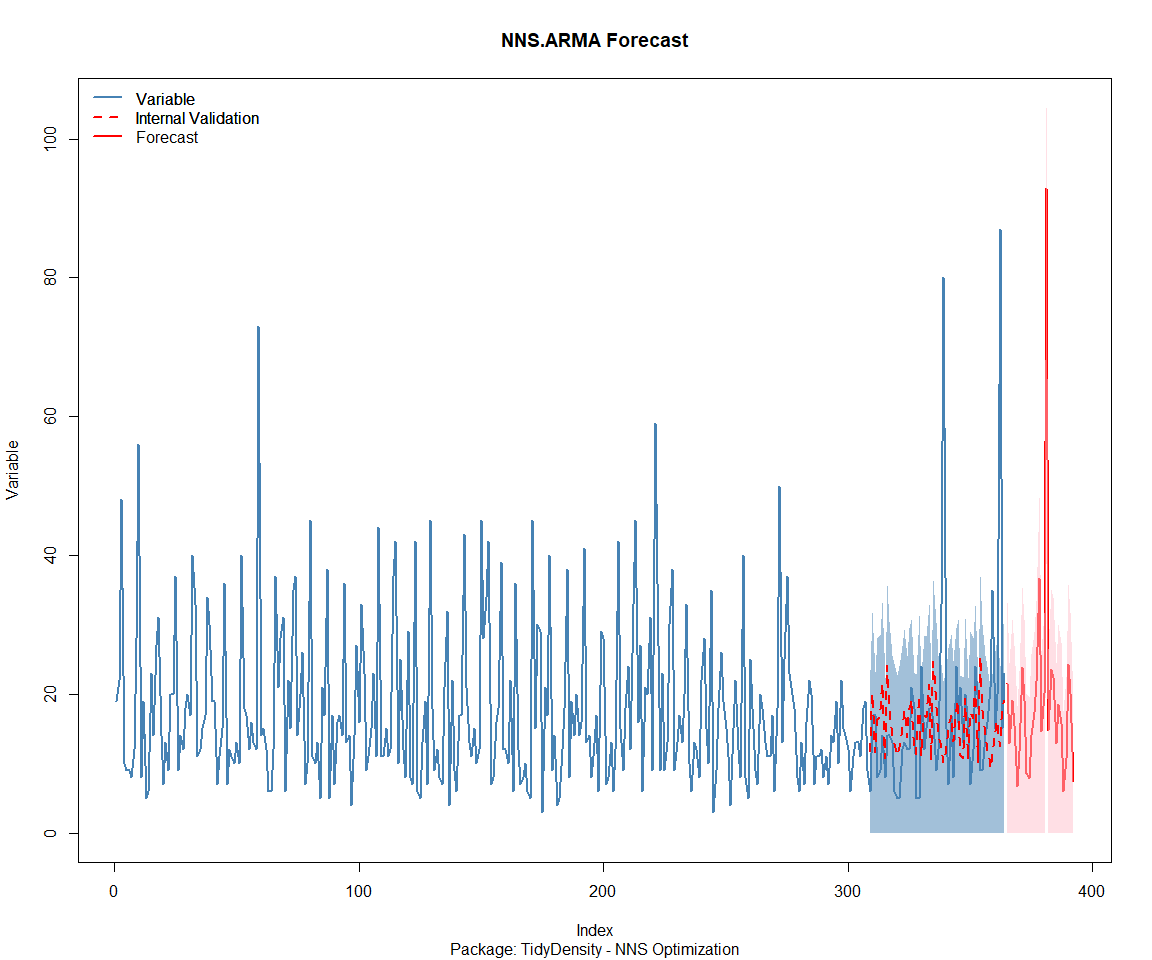 NNS.ARMA Forecast
Variable
Internal Validation
Forecast
Variable
0
20
40
60
80
100
0
100
200
300
400
Index
Package: TidyDensity - NNS Optimization